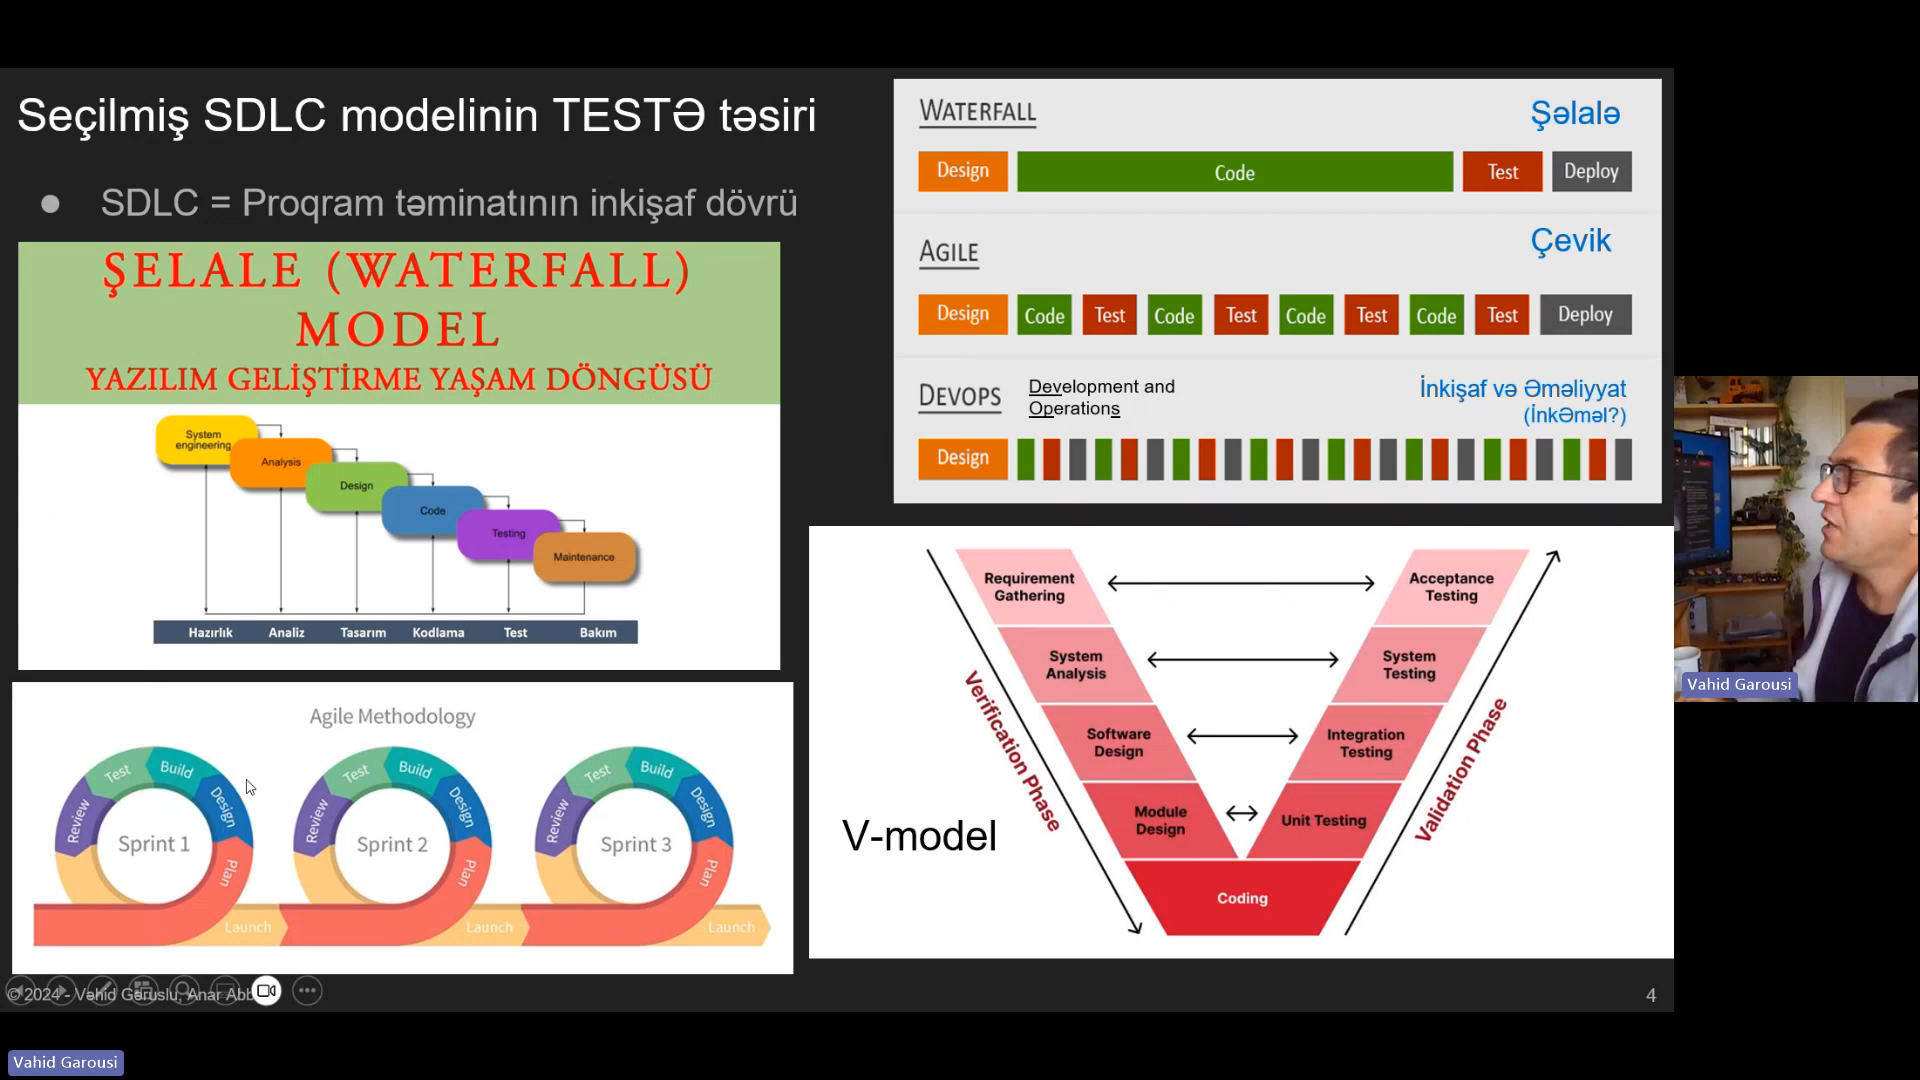 Seçilmiş SDLC modelinin TESTƏ təsiri
SDLC = Proqram təminatının inkişaf dövrü
ŞELALE (WATERFALL)
MODEL
YAZILIM GELİŞTİRME YAŞAM DÖNGÜSÜ
System
engineering
Analysis
Design
Code
Testing
Maintenance
Hazırlık Analiz Tasarım Kodlama Test Bakım
Agile Methodology
Review Test Build Design Plan
Sprint 1
Launch
Review Test Build Design Plan
Sprint 2
Launch
Review Test Build Design Plan
Sprint 3
Launch
WATERFALL Şəlalə
Design Code Test Deploy
AGILE Çevik
Design Code Test Code Test Code Test Code Test Deploy
DEVOPS
Development and
Operations
İnkişaf və Əməliyyat
(İnkƏməl?)
Design
Requirement
Gathering
Acceptance
Testing
System
Analysis
System
Testing
Software
Design
Integration
Testing
Module
Design
Unit Testing
Coding
Verification Phase
Validation Phase
V-model
Vahid Garousi
© 2024 - Vahid Garuslu, Anar Abb
4
Vahid Garousi